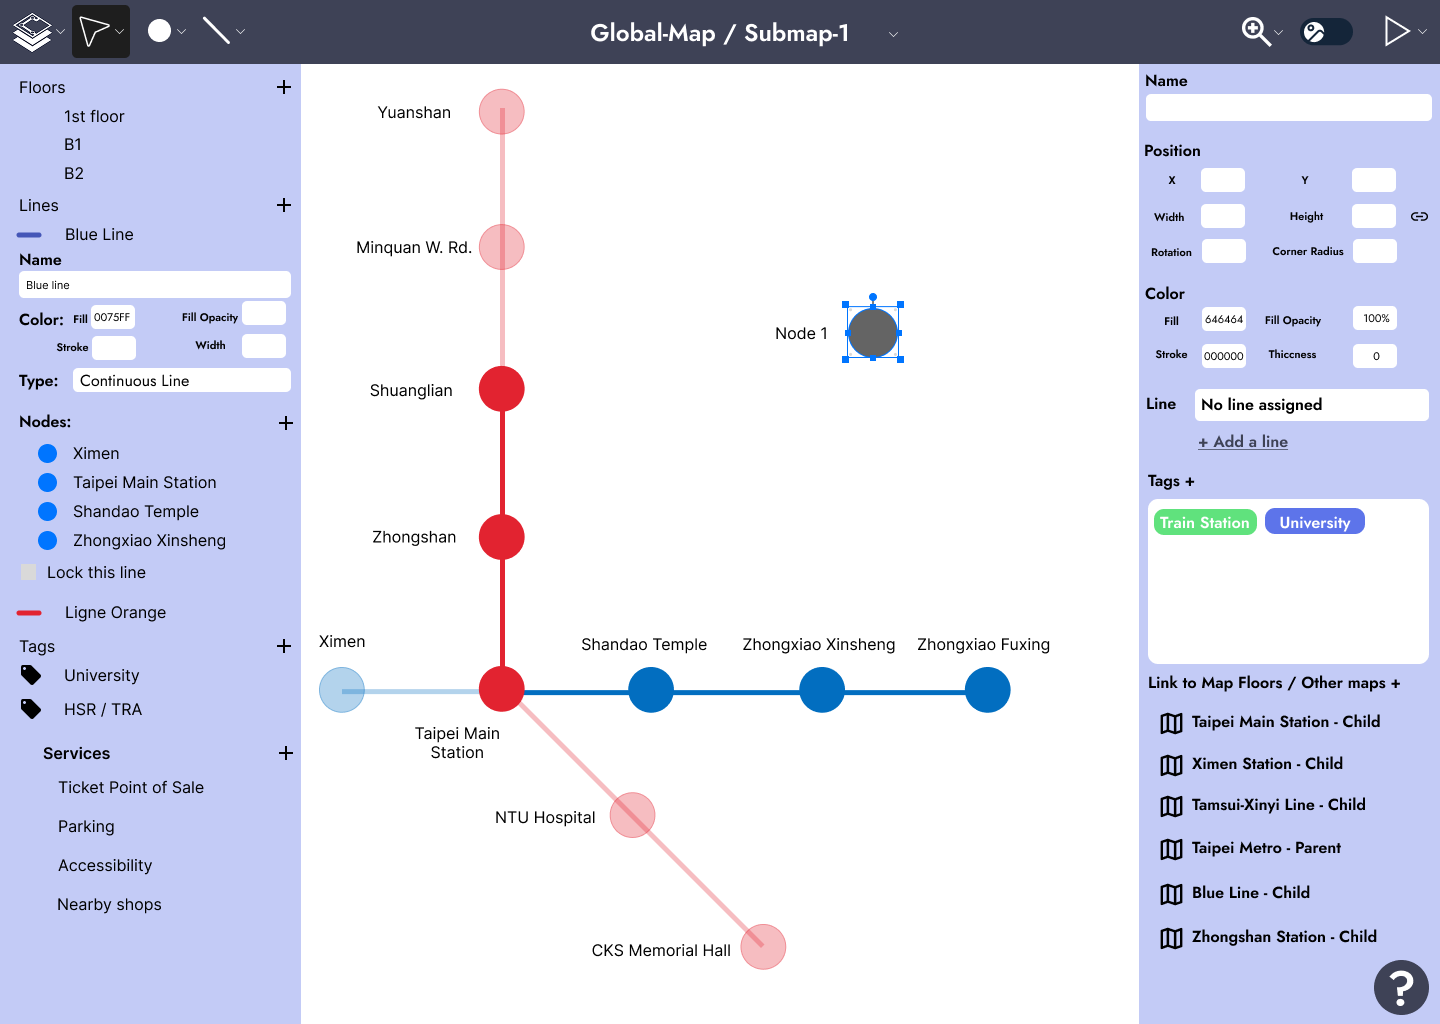 Global-Map / Submap-1
Floors
1st floor
B1
B2
Lines
Blue Line
Name
Blue line
Color: Fill 0075FF Fill Opacity
Stroke Width
Type: Continuous Line
Nodes:
Ximen
Taipei Main Station
Shandao Temple
Zhongxiao Xinsheng
Lock this line
Ligne Orange
Tags
University
HSR / TRA
Services
Ticket Point of Sale
Parking
Accessibility
Nearby shops
Yuanshan
Minquan W. Rd.
Node 1
Shuanglian
Zhongshan
Ximen
Shandao Temple
Zhongxiao Xinsheng
Zhongxiao Fuxing
Taipei Main
Station
NTU Hospital
CKS Memorial Hall
Name
Position
X Y
Width Height
Rotation Corner Radius
Color
Fill 646464 Fill Opacity 100%
Stroke 000000 Thiccness 0
Line No line assigned
+ Add a line
Tags +
Train Station University
Link to Map Floors / Other maps +
Taipei Main Station - Child
Ximen Station - Child
Tamsui-Xinyi Line - Child
Taipei Metro - Parent
Blue Line - Child
Zhongshan Station - Child
?